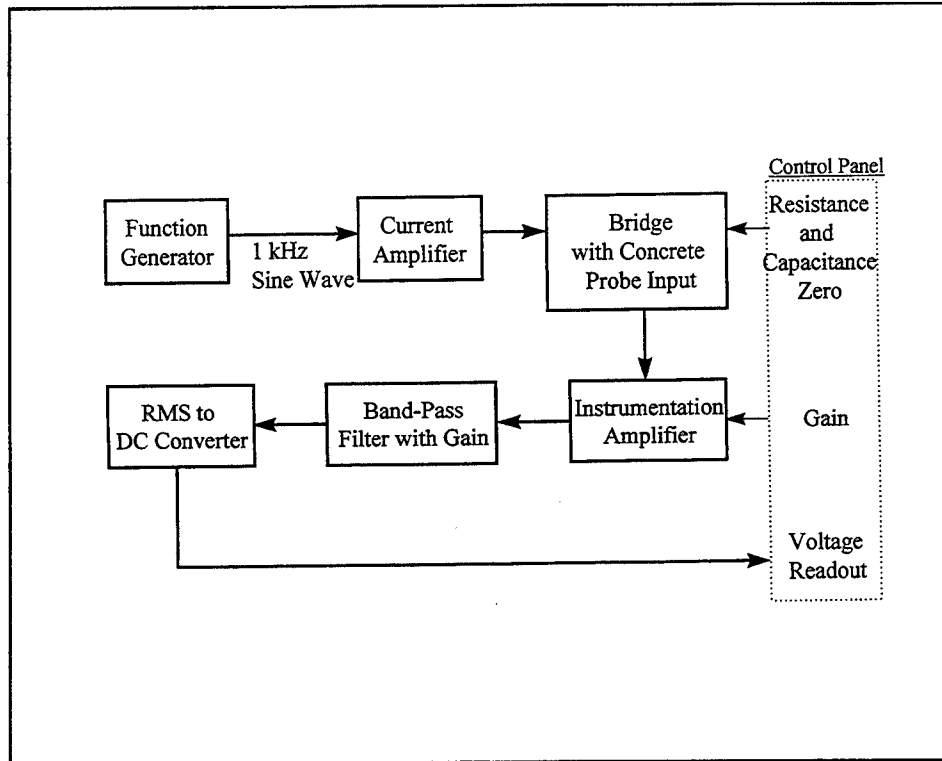 Control Panel
Function
Generator
1 kHz
Sine Wave
Current
Amplifier
Bridge
with Concrete
Probe Input
Resistance
and
Capacitance
Zero
RMS to
DC Converter
Band-Pass
Filter with Gain
Instrumentation
Amplifier
Gain
Voltage
Readout